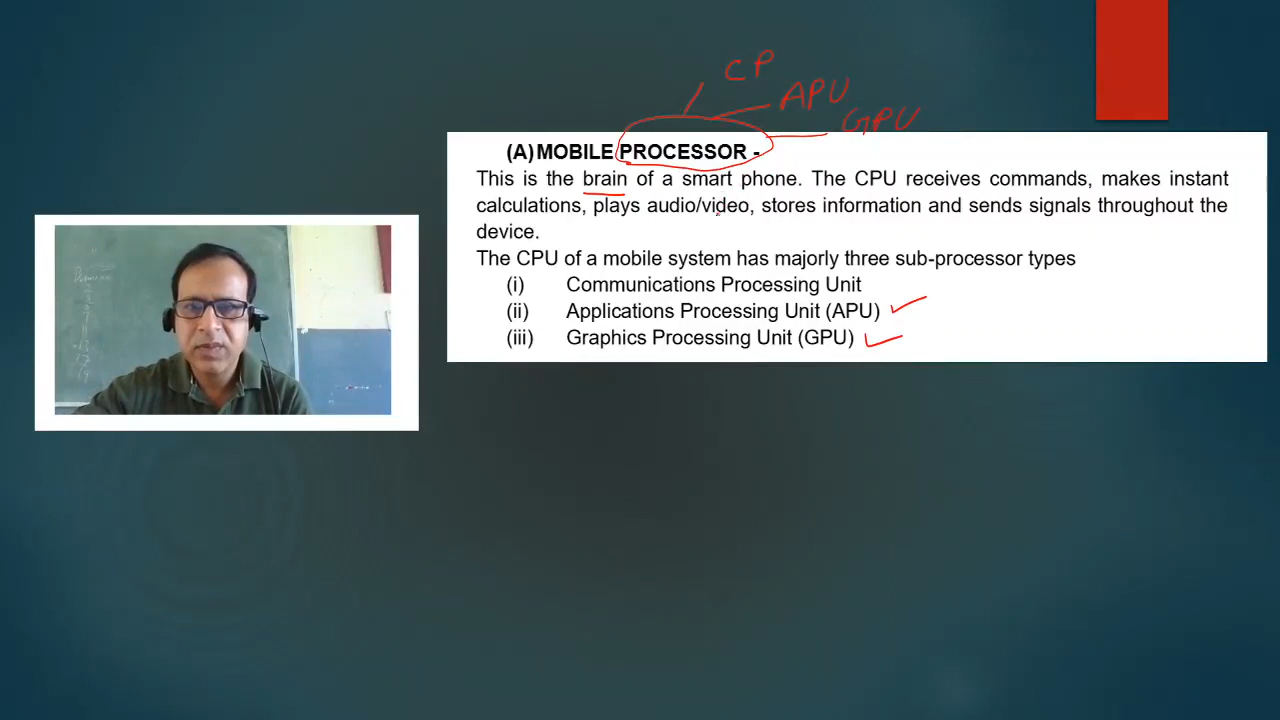 CP
APU
GPU
(A) MOBILE PROCESSOR -
This is the brain of a smart phone. The CPU receives commands, makes instant
calculations, plays audio/video, stores information and sends signals throughout the
device.
The CPU of a mobile system has majorly three sub-processor types
(i) Communications Processing Unit
(ii) Applications Processing Unit (APU)
(iii) Graphics Processing Unit (GPU)